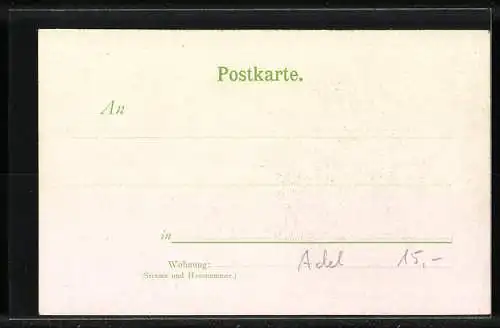 Postkarte.
An
in
Wohnung:
(Strasse und Hausnummer.)
Adel 15,-